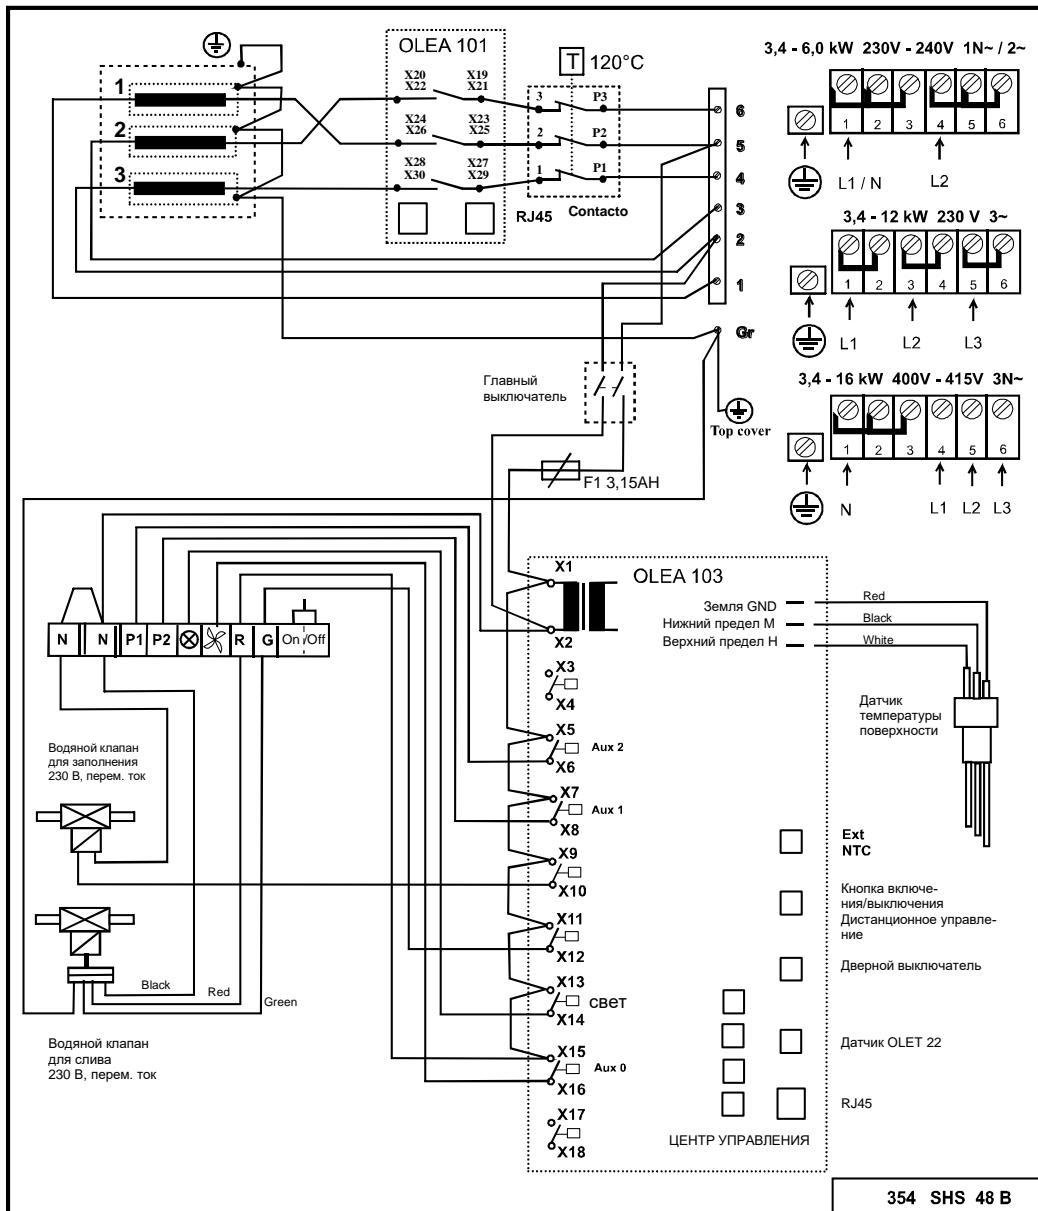 OLEA 101
T 120°C
X20
X22
X19
X21
X24
X26
X23
X25
X28
X30
X27
X29
RJ45
1
2
3
3
2
1
P3
P2
P1
Contacto
6
5
4
3
2
1
Gr
Top cover
3,4 - 6,0 kW 230V - 240V 1N~ / 2~
1 2 3 4 5 6
L1 / N L2
3,4 - 12 kW 230 V 3~
1 2 3 4 5 6
L1 L2 L3
3,4 - 16 kW 400V - 415V 3N~
1 2 3 4 5 6
N L1 L2 L3
Главный
выключатель
F1 3,15AH
N N P1 P2 R G On /Off
Водяной клапан
для заполнения
230 В, перем. ток
Black
Red
Green
Водяной клапан
для слива
230 В, перем. ток
OLEA 103
X1
X2
X3
X4
X5
Aux 2
X6
X7
Aux 1
X8
X9
X10
X11
X12
X13
свет
X14
X15
Aux 0
X16
X17
X18
Земля GND
Нижний предел M
Верхний предел H
Red
Black
White
Датчик
температуры
поверхности
Ext
NTC
Кнопка включе-
ния/выключения
Дистанционное управле-
ние
Дверной выключатель
Датчик OLET 22
RJ45
ЦЕНТР УПРАВЛЕНИЯ
354 SHS 48 B